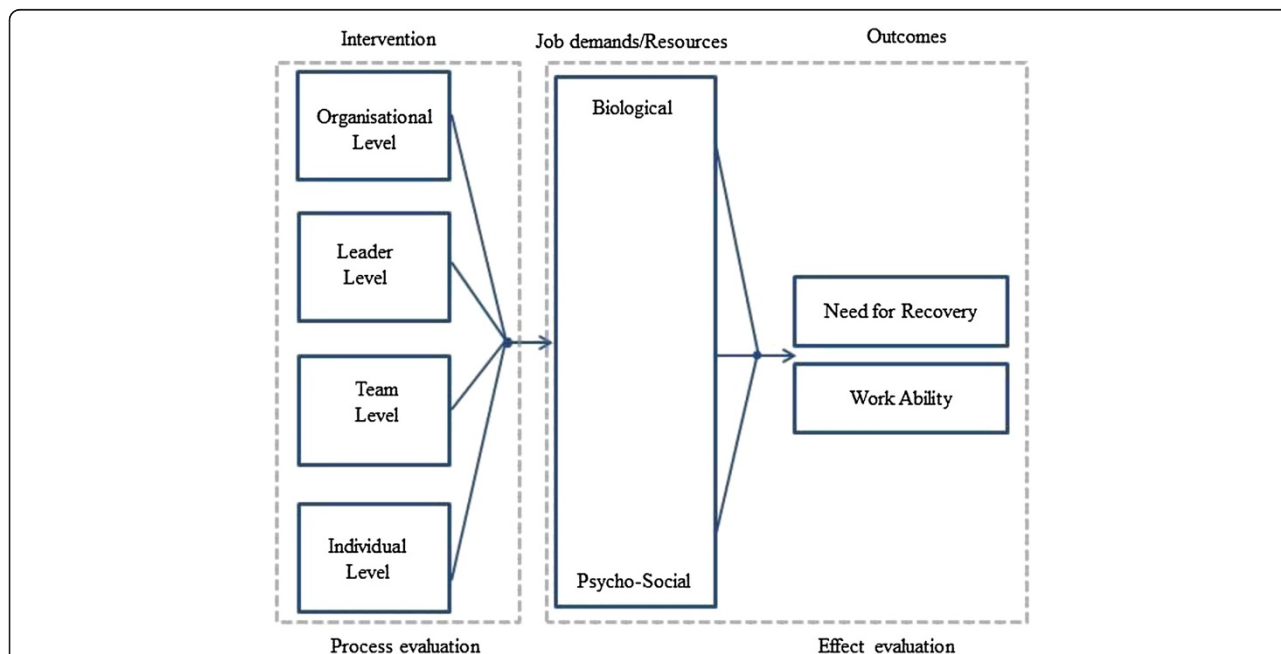 Intervention
Job demands/Resources
Outcomes
Organisational
Level
Leader
Level
Team
Level
Individual
Level
Biological
Psycho-Social
Need for Recovery
Work Ability
Process evaluation
Effect evaluation